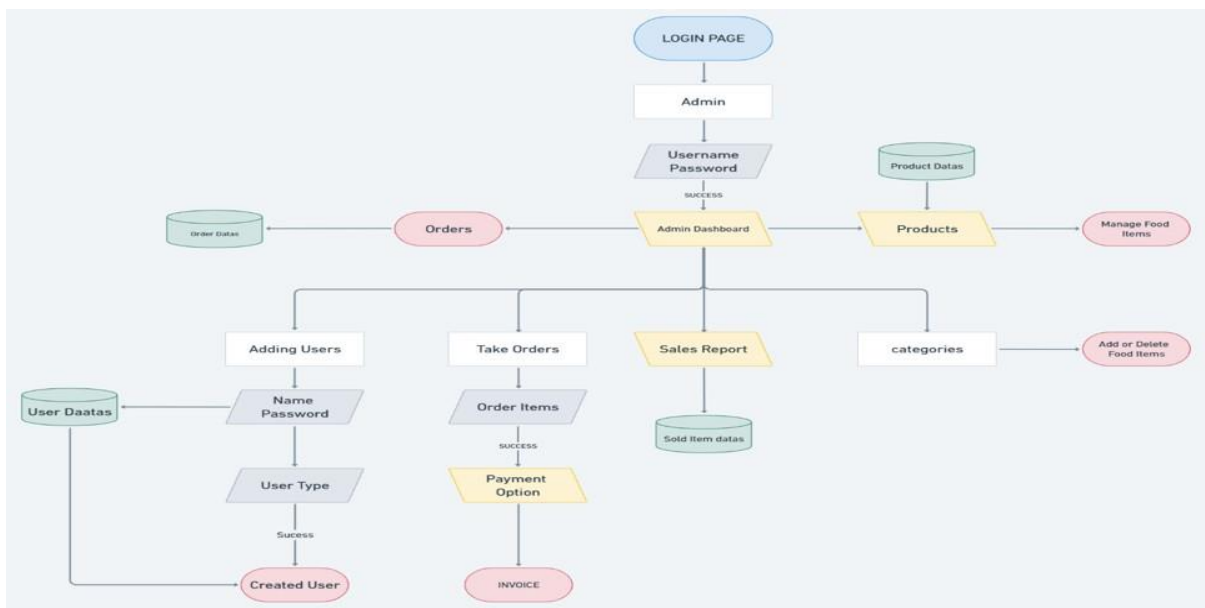 LOGIN PAGE
Admin
Username
Password
Product Datas
SUCCESS
Order Datas
Orders
Admin Dashboard
Products
Manage Food
Items
Adding Users
Take Orders
Sales Report
categories
Add or Delete
Food Items
User Daatas
Name
Password
Order Items
Sold Item datas
SUCCESS
User Type
Payment
Option
Sucess
Created User
INVOICE